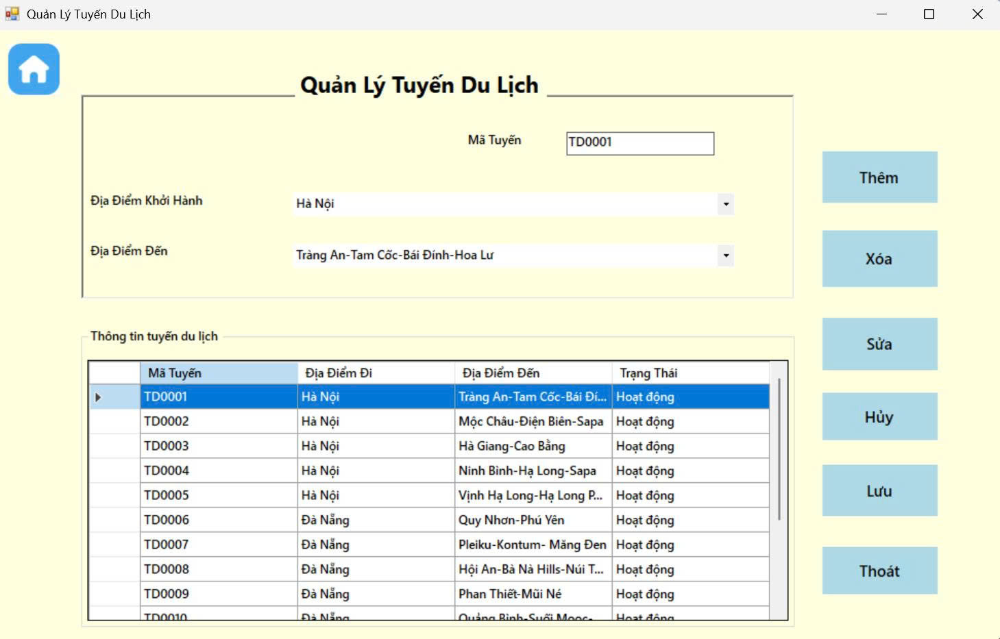 Quản Lý Tuyến Du Lịch
Quản Lý Tuyến Du Lịch
Mã Tuyến TD0001
Địa Điểm Khởi Hành Hà Nội
Địa Điểm Đến Tràng An-Tam Cốc-Bái Đính-Hoa Lư
Thêm
Xóa
Sửa
Hủy
Lưu
Thoát
Thông tin tuyến du lịch
Mã Tuyến Địa Điểm Đi Địa Điểm Đến Trạng Thái
TD0001 Hà Nội Tràng An-Tam Cốc-Bái Đí... Hoạt động
TD0002 Hà Nội Mộc Châu-Điện Biên-Sapa Hoạt động
TD0003 Hà Nội Hà Giang-Cao Bằng Hoạt động
TD0004 Hà Nội Ninh Bình-Hạ Long-Sapa Hoạt động
TD0005 Hà Nội Vịnh Hạ Long-Hạ Long P... Hoạt động
TD0006 Đà Nẵng Quy Nhơn-Phú Yên Hoạt động
TD0007 Đà Nẵng Pleiku-Kontum- Măng Đen Hoạt động
TD0008 Đà Nẵng Hội An-Bà Nà Hills-Núi T... Hoạt động
TD0009 Đà Nẵng Phan Thiết-Mũi Né Hoạt động
TD0010 Đà Nẵng Quảng Bình-Suối Mooc- Hoạt động